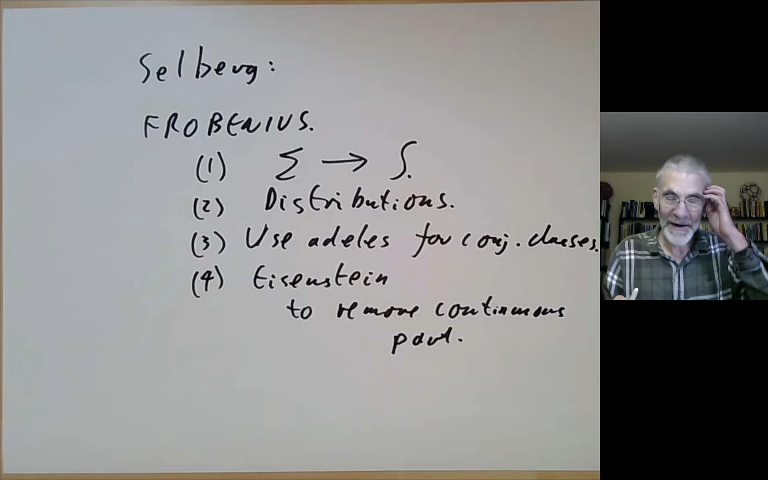 Selberg:
FROBENIUS.
(1) Σ → ∫.
(2) Distributions.
(3) Use adeles for conj. classes.
(4) Eisenstein
to remove continuous
part.